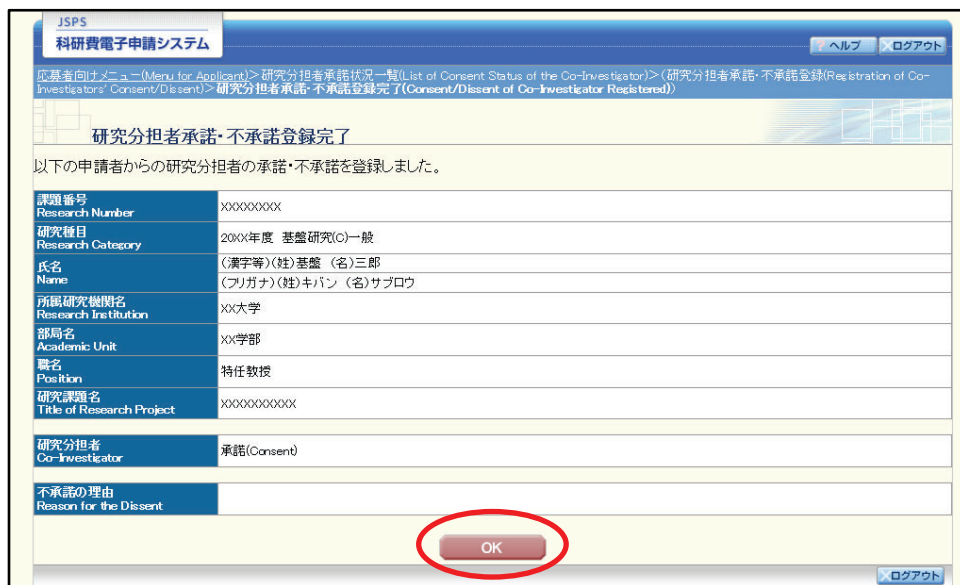 JSPS
科研費電子申請システム
? ヘルプ
ログアウト
応募者向けメニュー(Menu for Applicant)>研究分担者承諾状況一覧(List of Consent Status of the Co-Investigator)>(研究分担者承諾・不承諾登録(Registration of Co-
Investigators' Consent/Dissent)>研究分担者承諾・不承諾登録完了(Consent/Dissent of Co-Investigator Registered))
研究分担者承諾・不承諾登録完了
以下の申請者からの研究分担者の承諾・不承諾を登録しました。
課題番号
Research Number
XXXXXXXX
研究種目
Research Category
20XX年度 基盤研究(C)一般
氏名
Name
(漢字等)(姓)基盤 (名)三郎
(フリガナ)(姓)キバン (名)サブロウ
所属研究機関名
Research Institution
XX大学
部局名
Academic Unit
XX学部
職名
Position
特任教授
研究課題名
Title of Research Project
XXXXXXXXXX
研究分担者
Co-Investigator
承諾(Consent)
不承諾の理由
Reason for the Dissent
OK
ログアウト